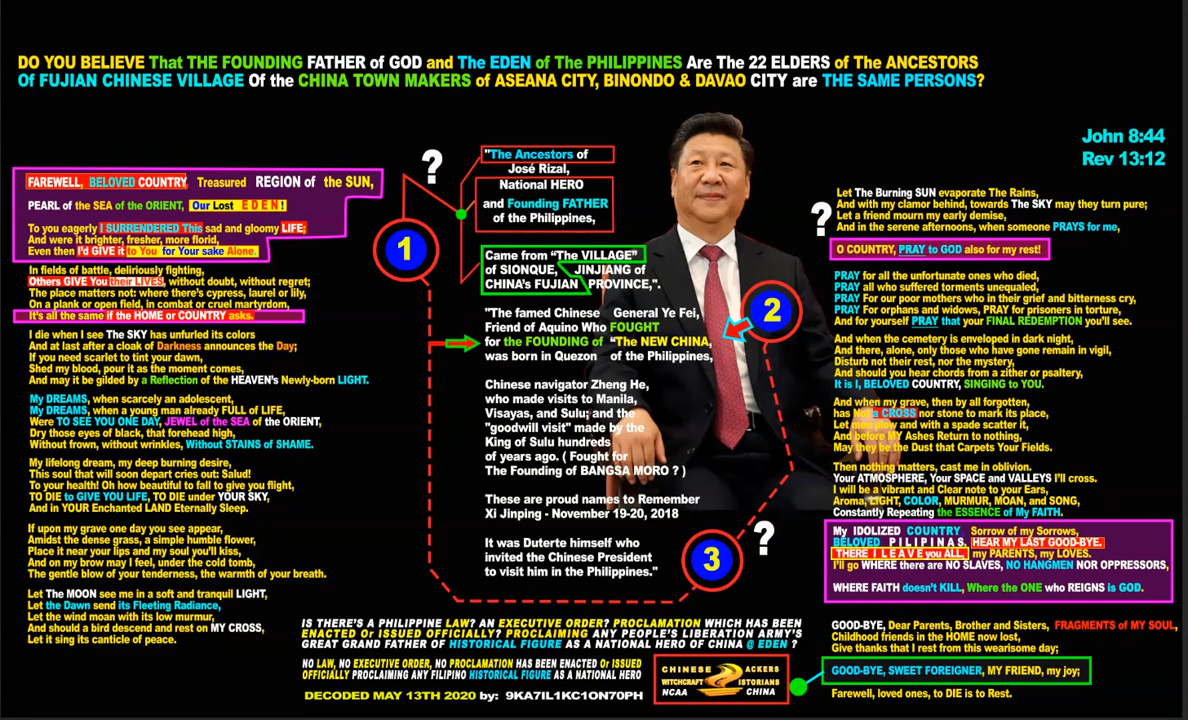 DO YOU BELIEVE That THE FOUNDING FATHER of GOD and The EDEN of The PHILIPPINES Are The 22 ELDERS of The ANCESTORS
Of FUJIAN CHINESE VILLAGE Of the CHINA TOWN MAKERS of ASEANA CITY, BINONDO & DAVAO CITY are THE SAME PERSONS?
John 8:44
Rev 13:12
FAREWELL, BELOVED COUNTRY, Treasured REGION of the SUN,
PEARL of the SEA of the ORIENT, Our Lost E D E N !
To you eagerly I SURRENDERED This sad and gloomy LIFE;
And were it brighter, fresher, more florid,
Even then I'd GIVE it to You for Your sake Alone.
In fields of battle, deliriously fighting,
Others GIVE You their LIVES, without doubt, without regret;
The place matters not: where there's cypress, laurel or lily,
On a plank or open field, in combat or cruel martyrdom,
It's all the same if the HOME or COUNTRY asks.
I die when I see The SKY has unfurled its colors
And at last after a cloak of Darkness announces the Day;
If you need scarlet to tint your dawn,
Shed my blood, pour it as the moment comes,
And may it be gilded by a Reflection of the HEAVEN's Newly-born LIGHT.
My DREAMS, when scarcely an adolescent,
My DREAMS, when a young man already FULL of LIFE,
Were TO SEE YOU ONE DAY, JEWEL of the SEA of the ORIENT,
Dry those eyes of black, that forehead high,
Without frown, without wrinkles, Without STAINS of SHAME.
My lifelong dream, my deep burning desire,
This soul that will soon depart cries out: Salud!
To your health! Oh how beautiful to fall to give you flight,
TO DIE to GIVE YOU LIFE, TO DIE under YOUR SKY,
And in YOUR Enchanted LAND Eternally Sleep.
If upon my grave one day you see appear,
Amidst the dense grass, a simple humble flower,
Place it near your lips and my soul you'll kiss,
And on my brow may I feel, under the cold tomb,
The gentle blow of your tenderness, the warmth of your breath.
Let The MOON see me in a soft and tranquil LIGHT,
Let the Dawn send its Fleeting Radiance,
Let the wind moan with its low murmur,
And should a bird descend and rest on MY CROSS,
Let it sing its canticle of peace.
?
1
"The Ancestors of
José Rizal,
National HERO
and Founding FATHER
of the Philippines,
Came from “The VILLAGE"
of SIONQUE, JINJIANG of
CHINA's FUJIAN PROVINCE,".
"The famed Chinese General Ye Fei,
Friend of Aquino Who FOUGHT
for the FOUNDING of “The NEW CHINA,
was born in Quezon of the Philippines,
Chinese navigator Zheng He,
who made visits to Manila,
Visayas, and Sulu; and the
"goodwill visit" made by the
King of Sulu hundreds
of years ago. ( Fought for
The Founding of BANGSA MORO ? )
These are proud names to Remember
Xi Jinping - November 19-20, 2018
It was Duterte himself who
invited the Chinese President
to visit him in the Philippines."
2
3
?
?
Let The Burning SUN evaporate The Rains,
And with my clamor behind, towards The SKY may they turn pure;
Let a friend mourn my early demise,
And in the serene afternoons, when someone PRAYS for me,
O COUNTRY, PRAY to GOD also for my rest!
PRAY for all the unfortunate ones who died,
PRAY all who suffered torments unequaled,
PRAY For our poor mothers who in their grief and bitterness cry,
PRAY For orphans and widows, PRAY for prisoners in torture,
And for yourself PRAY that your FINAL REDEMPTION you'll see.
And when the cemetery is enveloped in dark night,
And there, alone, only those who have gone remain in vigil,
Disturb not their rest, nor the mystery,
And should you hear chords from a zither or psaltery,
It is I, BELOVED COUNTRY, SINGING to YOU.
And when my grave, then by all forgotten,
has Not a CROSS nor stone to mark its place,
Let men plow and with a spade scatter it,
And before MY Ashes Return to nothing,
May they be the Dust that Carpets Your Fields.
Then nothing matters, cast me in oblivion.
Your ATMOSPHERE, Your SPACE and VALLEYS I'll cross.
I will be a vibrant and Clear note to your Ears,
Aroma, LIGHT, COLOR, MURMUR, MOAN, and SONG,
Constantly Repeating the ESSENCE of My FAITH.
My IDOLIZED COUNTRY Sorrow of my Sorrows,
BELOVED P I L I P I N A S, HEAR MY LAST GOOD-BYE.
THERE I L E A V E you ALL, my PARENTS, my LOVES.
I'll go WHERE there are NO SLAVES, NO HANGMEN NOR OPPRESSORS,
WHERE FAITH doesn't KILL, Where the ONE who REIGNS is GOD.
GOOD-BYE, Dear Parents, Brother and Sisters, FRAGMENTS of MY SOUL,
Childhood friends in the HOME now lost,
Give thanks that I rest from this wearisome day;
GOOD-BYE, SWEET FOREIGNER, MY FRIEND, my joy;
Farewell, loved ones, to DIE is to Rest.
IS THERE'S A PHILIPPINE LAW? AN EXECUTIVE ORDER? PROCLAMATION WHICH HAS BEEN
ENACTED Or ISSUED OFFICIALLY? PROCLAIMING ANY PEOPLE'S LIBERATION ARMY'S
GREAT GRAND FATHER OF HISTORICAL FIGURE AS A NATIONAL HERO OF CHINA @ EDEN ?
NO LAW, NO EXECUTIVE ORDER, NO PROCLAMATION HAS BEEN ENACTED Or ISSUED
OFFICIALLY PROCLAIMING ANY FILIPINO HISTORICAL FIGURE AS A NATIONAL HERO
DECODED MAY 13TH 2020 by: 9KA7IL1KC1ON70PH
CHINESE ACKERS
WITCHCRAFT ISTORIANS
NCAA CHINA